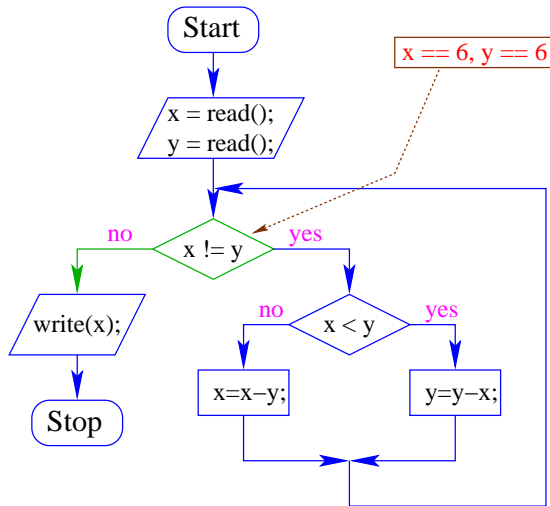 Start
x == 6, y == 6
x = read();
y = read();
no
yes
x != y
no
yes
write(x);
x < y
x=x−y;
y=y−x;
Stop